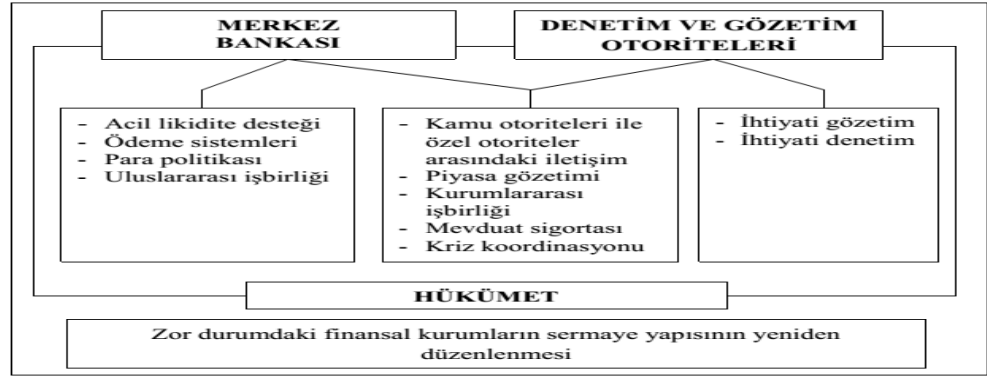 MERKEZ
BANKASI
DENETİM VE GÖZETİM
OTORİTELERİ
- Acil likidite desteği
- Ödeme sistemleri
- Para politikası
- Uluslararası işbirliği
- Kamu otoriteleri ile
özel otoriteler
arasındaki iletişim
- Piyasa gözetimi
- Kurumlararası
işbirliği
- Mevduat sigortası
- Kriz koordinasyonu
- İhtiyati gözetim
- İhtiyati denetim
HÜKÜMET
Zor durumdaki finansal kurumların sermaye yapısının yeniden
düzenlenmesi